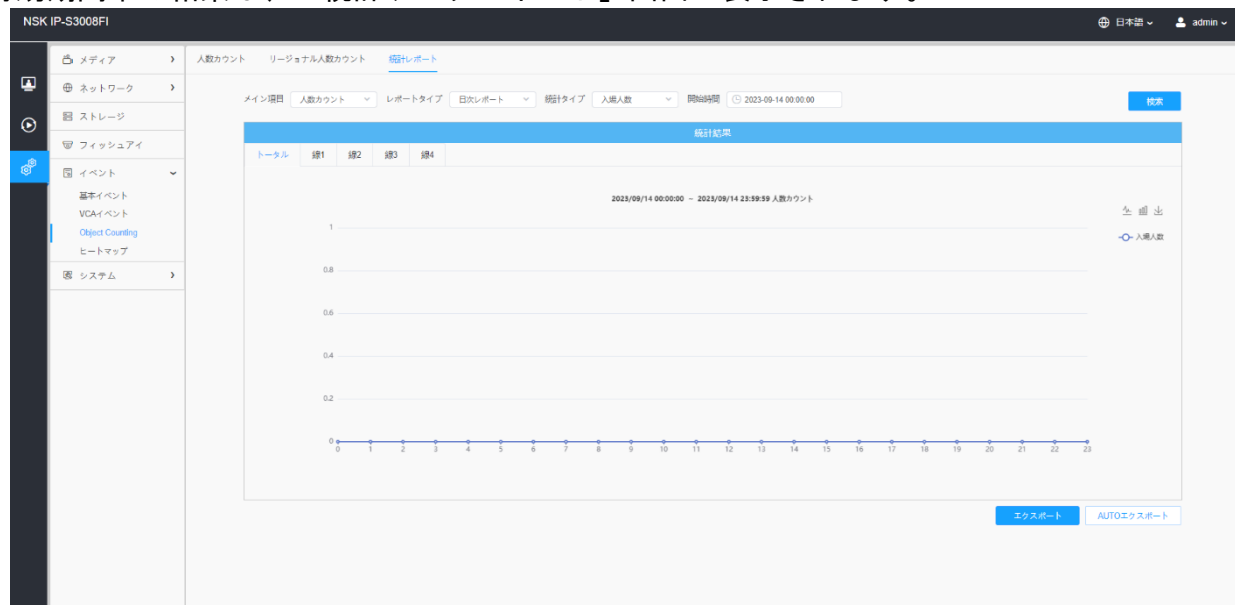 NSK IP-S3008FI
日本語
admin
メディア
ネットワーク
ストレージ
フィッシュアイ
イベント
基本イベント
VCAイベント
Object Counting
ヒートマップ
システム
人数カウント リージョナル人数カウント 統計レポート
メイン項目 人数カウント レポートタイプ 日次レポート 統計タイプ 入場人数 開始時間 2023-09-14 00:00:00 検索
統計結果
トータル 線1 線2 線3 線4
2023/09/14 00:00:00 ~ 2023/09/14 23:59:59 人数カウント
入場人数
1
0.8
0.6
0.4
0.2
0
0 1 2 3 4 5 6 7 8 9 10 11 12 13 14 15 16 17 18 19 20 21 22 23
エクスポート AUTOエクスポート